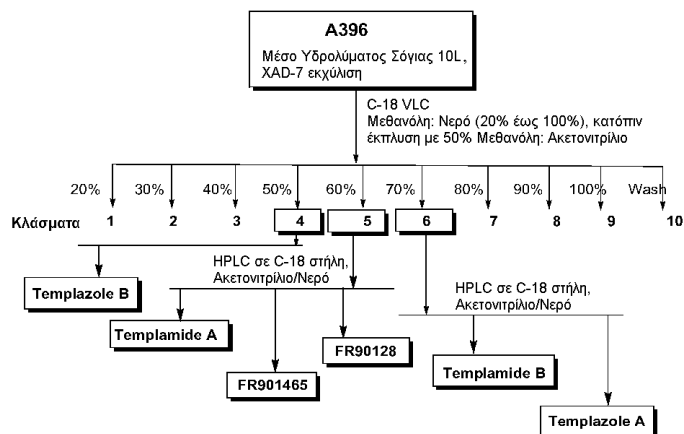 A396
Μέσο Υδρολύματος Σόγιας 10L,
XAD-7 εκχύλιση
C-18 VLC
Μεθανόλη: Νερό (20% έως 100%), κατόπιν
έκπλυση με 50% Μεθανόλη: Ακετονιτρίλιο
20% 30% 40% 50% 60% 70% 80% 90% 100% Wash
Κλάσματα 1 2 3 4 5 6 7 8 9 10
HPLC σε C-18 στήλη,
Ακετονιτρίλιο/Νερό
HPLC σε C-18 στήλη,
Ακετονιτρίλιο/Νερό
Templazole B
Templamide A
FR90128
FR901465
Templamide B
Templazole A